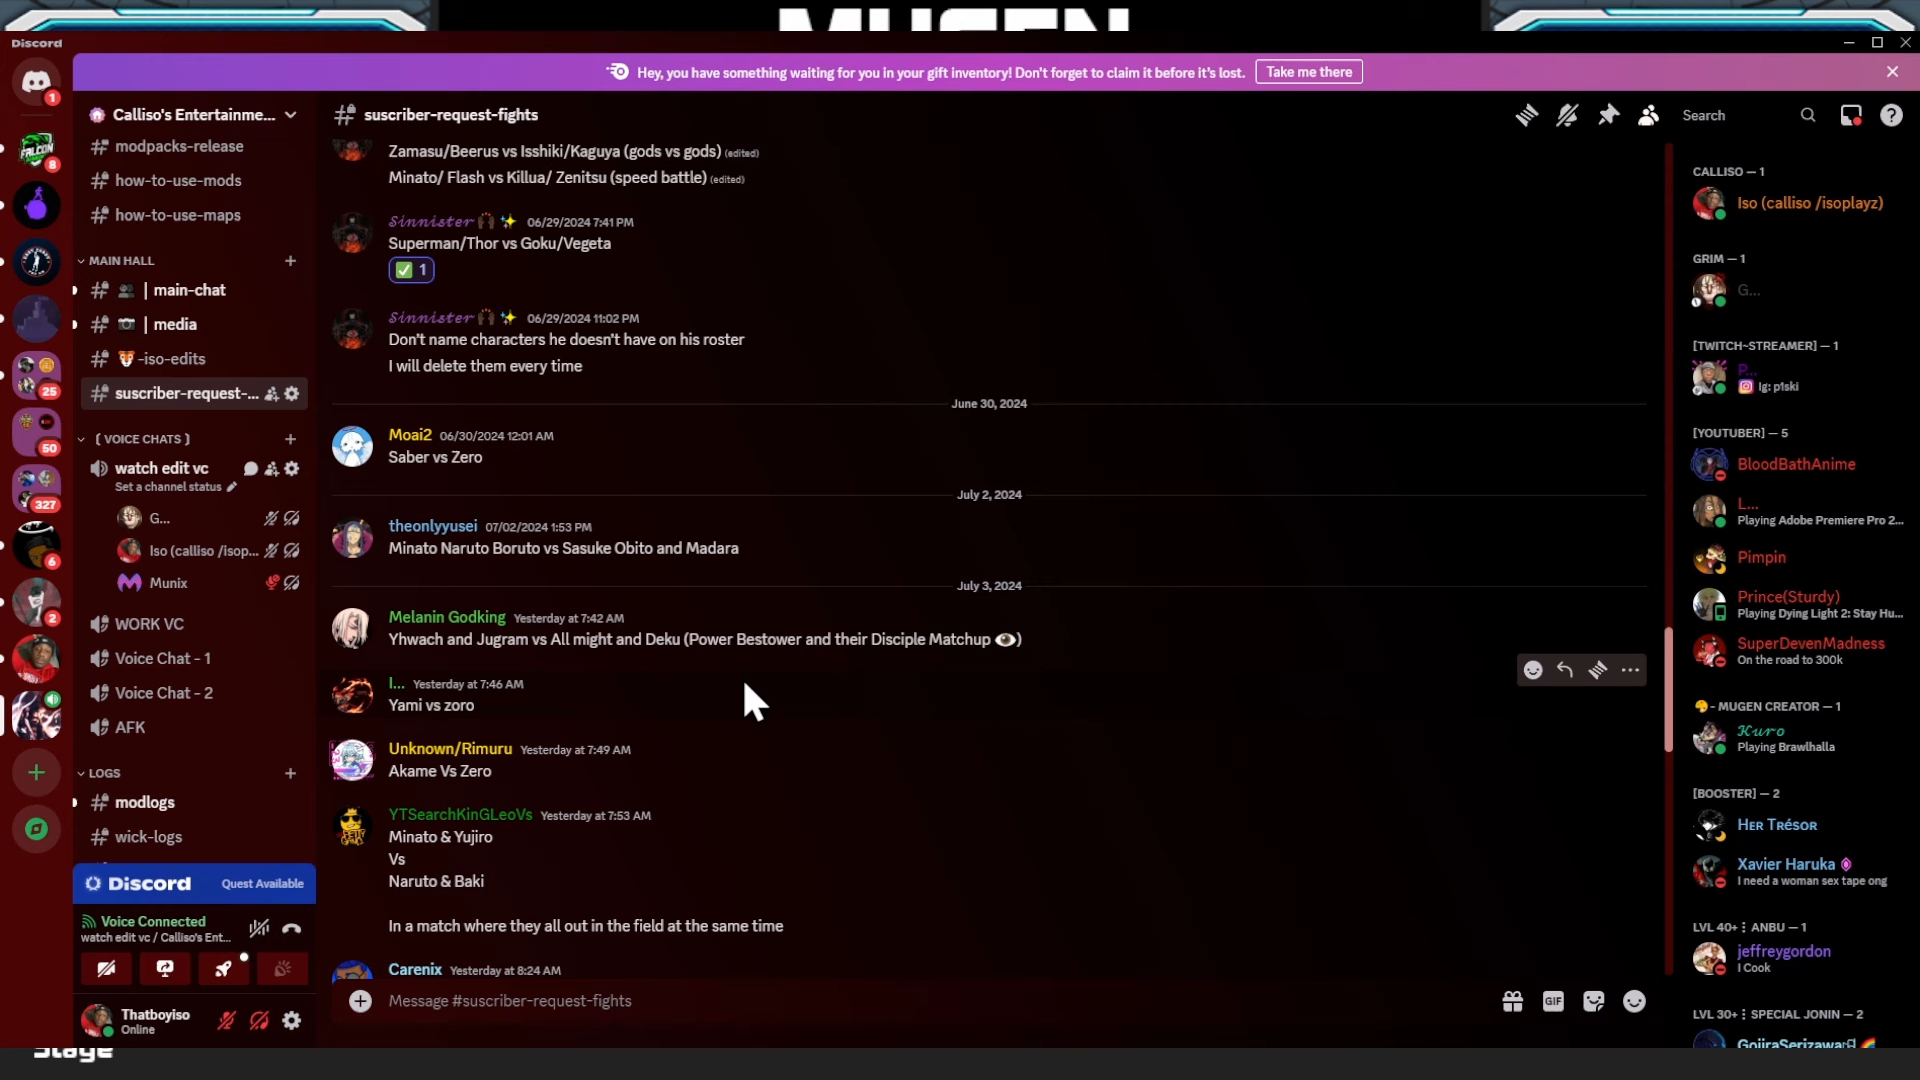 MUGEN
Discord
Hey, you have something waiting for you in your gift inventory! Don't forget to claim it before it's lost.
Take me there
1
FALCON
8
25
50
327
6
2
Calliso's Entertainme...
modpacks-release
how-to-use-mods
how-to-use-maps
MAIN HALL
| main-chat
| media
-iso-edits
suscriber-request-...
( VOICE CHATS )
watch edit vc
Set a channel status
G...
Iso (calliso /isop...
Munix
WORK VC
Voice Chat - 1
Voice Chat - 2
AFK
LOGS
modlogs
wick-logs
Discord
Quest Available
Voice Connected
watch edit vc / Calliso's Ent...
Thatboyiso
Online
Stage
suscriber-request-fights
Search
Zamasu/Beerus vs Isshiki/Kaguya (gods vs gods) (edited)
Minato/ Flash vs Killua/ Zenitsu (speed battle) (edited)
𝓢𝓲𝓷𝓷𝓲𝓼𝓽𝓮𝓻 06/29/2024 7:41 PM
Superman/Thor vs Goku/Vegeta
✅ 1
𝓢𝓲𝓷𝓷𝓲𝓼𝓽𝓮𝓻 06/29/2024 11:02 PM
Don't name characters he doesn't have on his roster
I will delete them every time
June 30, 2024
Moai2 06/30/2024 12:01 AM
Saber vs Zero
July 2, 2024
theonlyyusei 07/02/2024 1:53 PM
Minato Naruto Boruto vs Sasuke Obito and Madara
July 3, 2024
Melanin Godking Yesterday at 7:42 AM
Yhwach and Jugram vs All might and Deku (Power Bestower and their Disciple Matchup 👁️)
I... Yesterday at 7:46 AM
Yami vs zoro
Unknown/Rimuru Yesterday at 7:49 AM
Akame Vs Zero
YTSearchKinGLeoVs Yesterday at 7:53 AM
Minato & Yujiro
Vs
Naruto & Baki
In a match where they all out in the field at the same time
Carenix Yesterday at 8:24 AM
Message #suscriber-request-fights
GIF
CALLISO — 1
Iso (calliso /isoplayz)
GRIM — 1
G...
[TWITCH~STREAMER] — 1
P...
Ig: p1ski
[YOUTUBER] — 5
BloodBathAnime
L...
Playing Adobe Premiere Pro 2...
Pimpin
Prince(Sturdy)
Playing Dying Light 2: Stay Hu...
SuperDevenMadness
On the road to 300k
- MUGEN CREATOR — 1
𝓚𝓾𝓻𝓸
Playing Brawlhalla
[BOOSTER] — 2
Hᴇʀ Tʀᴇ́sᴏʀ
Xavier Haruka
I need a woman sex tape ong
LVL 40+⋮ ANBU — 1
jeffreygordon
I Cook
LVL 30+⋮ SPECIAL JONIN — 2